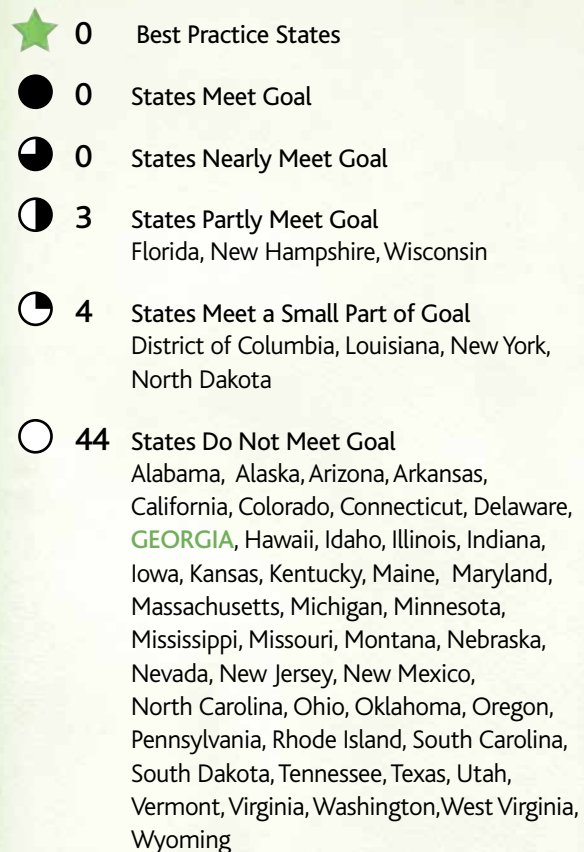 0 Best Practice States
0 States Meet Goal
0 States Nearly Meet Goal
3 States Partly Meet Goal
Florida, New Hampshire, Wisconsin
4 States Meet a Small Part of Goal
District of Columbia, Louisiana, New York,
North Dakota
44 States Do Not Meet Goal
Alabama, Alaska, Arizona, Arkansas,
California, Colorado, Connecticut, Delaware,
GEORGIA, Hawaii, Idaho, Illinois, Indiana,
Iowa, Kansas, Kentucky, Maine, Maryland,
Massachusetts, Michigan, Minnesota,
Mississippi, Missouri, Montana, Nebraska,
Nevada, New Jersey, New Mexico,
North Carolina, Ohio, Oklahoma, Oregon,
Pennsylvania, Rhode Island, South Carolina,
South Dakota, Tennessee, Texas, Utah,
Vermont, Virginia, Washington,West Virginia,
Wyoming